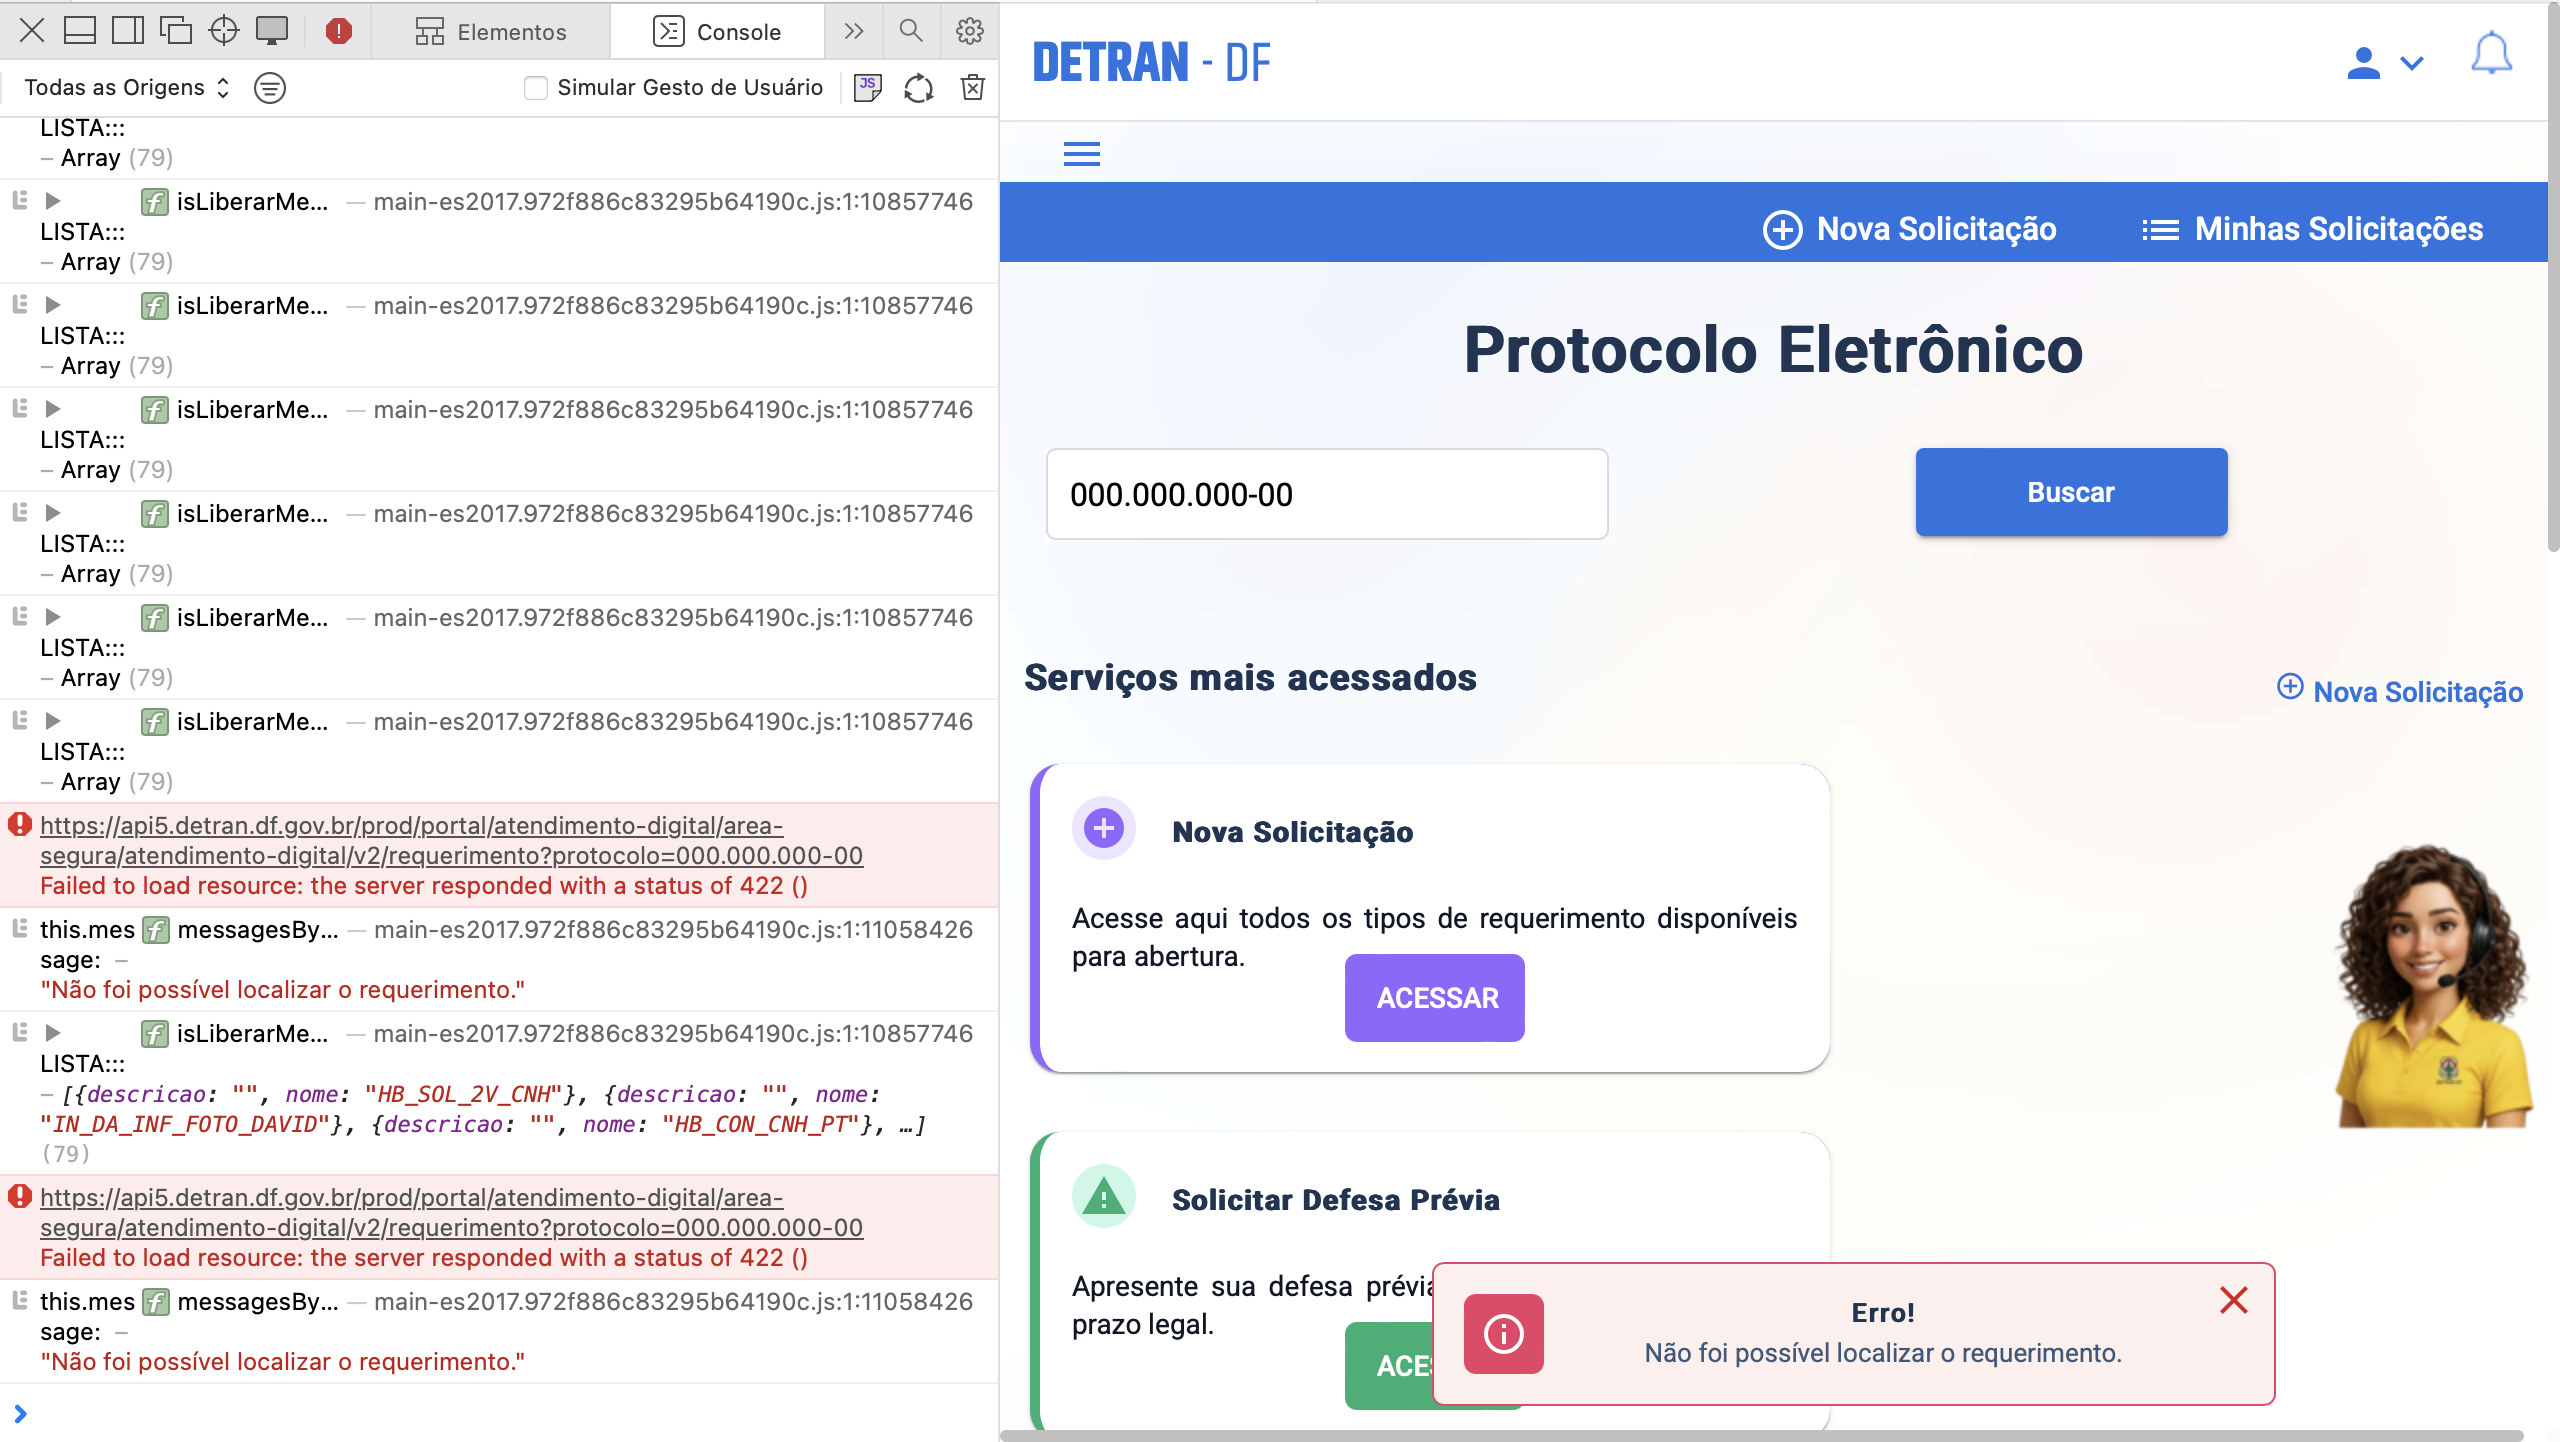 Elementos
Console
Todas as Origens
Simular Gesto de Usuário
JS
LISTA:::
– Array (79)
f isLiberarMe... — main-es2017.972f886c83295b64190c.js:1:10857746
LISTA:::
– Array (79)
f isLiberarMe... — main-es2017.972f886c83295b64190c.js:1:10857746
LISTA:::
– Array (79)
f isLiberarMe... — main-es2017.972f886c83295b64190c.js:1:10857746
LISTA:::
– Array (79)
f isLiberarMe... — main-es2017.972f886c83295b64190c.js:1:10857746
LISTA:::
– Array (79)
f isLiberarMe... — main-es2017.972f886c83295b64190c.js:1:10857746
LISTA:::
– Array (79)
f isLiberarMe... — main-es2017.972f886c83295b64190c.js:1:10857746
LISTA:::
– Array (79)
https://api5.detran.df.gov.br/prod/portal/atendimento-digital/area-
segura/atendimento-digital/v2/requerimento?protocolo=000.000.000-00
Failed to load resource: the server responded with a status of 422 ()
this.mes f messagesBy... — main-es2017.972f886c83295b64190c.js:1:11058426
sage: –
"Não foi possível localizar o requerimento."
f isLiberarMe... — main-es2017.972f886c83295b64190c.js:1:10857746
LISTA:::
– [{descricao: "", nome: "HB_SOL_2V_CNH"}, {descricao: "", nome:
"IN_DA_INF_FOTO_DAVID"}, {descricao: "", nome: "HB_CON_CNH_PT"}, …]
(79)
https://api5.detran.df.gov.br/prod/portal/atendimento-digital/area-
segura/atendimento-digital/v2/requerimento?protocolo=000.000.000-00
Failed to load resource: the server responded with a status of 422 ()
this.mes f messagesBy... — main-es2017.972f886c83295b64190c.js:1:11058426
sage: –
"Não foi possível localizar o requerimento."
DETRAN - DF
Nova Solicitação
Minhas Solicitações
Protocolo Eletrônico
000.000.000-00
Buscar
Serviços mais acessados
Nova Solicitação
Nova Solicitação
Acesse aqui todos os tipos de requerimento disponíveis
para abertura.
ACESSAR
Solicitar Defesa Prévia
Apresente sua defesa prévia
prazo legal.
ACES
Erro!
Não foi possível localizar o requerimento.